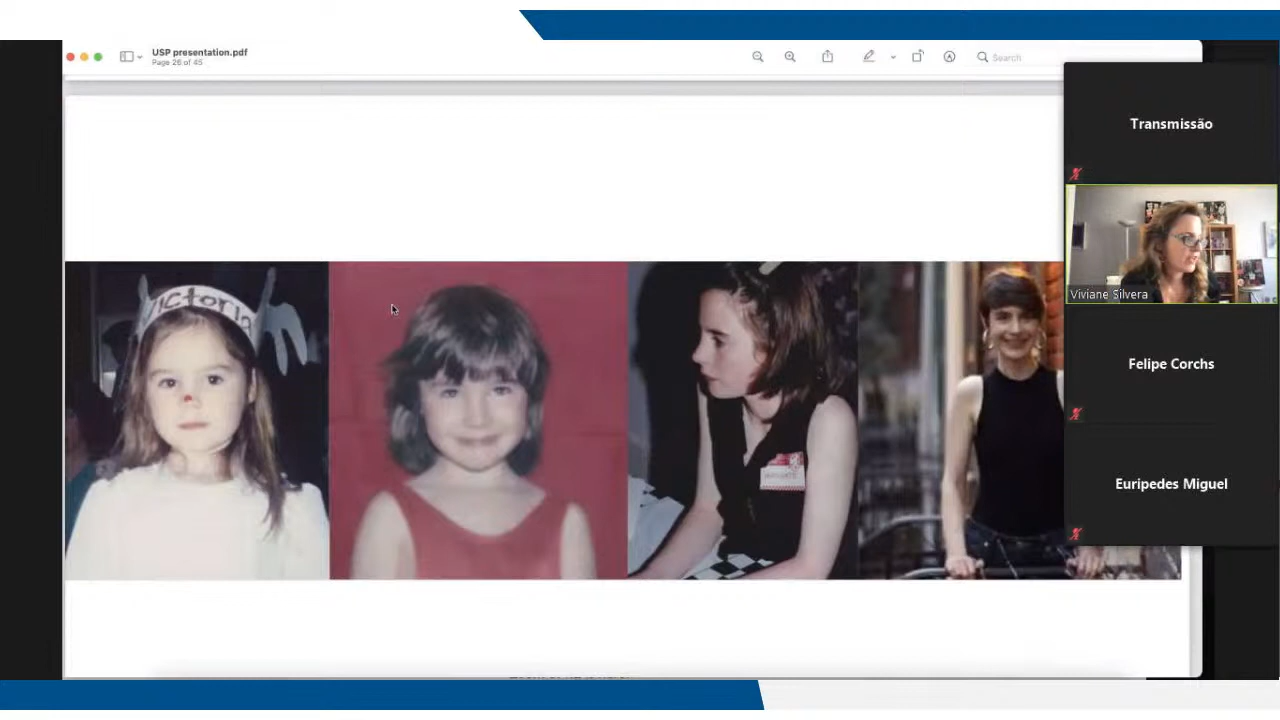 USP presentation.pdf
Page 26 of 45
Search
Transmissão
Viviane Silvera
Felipe Corchs
Euripedes Miguel
Victoria